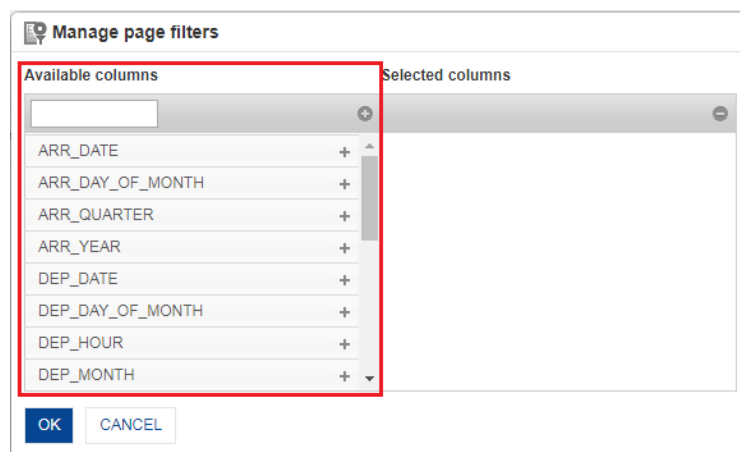 Manage page filters
Available columns
Selected columns
ARR_DATE
ARR_DAY_OF_MONTH
ARR_QUARTER
ARR_YEAR
DEP_DATE
DEP_DAY_OF_MONTH
DEP_HOUR
DEP_MONTH
OK CANCEL